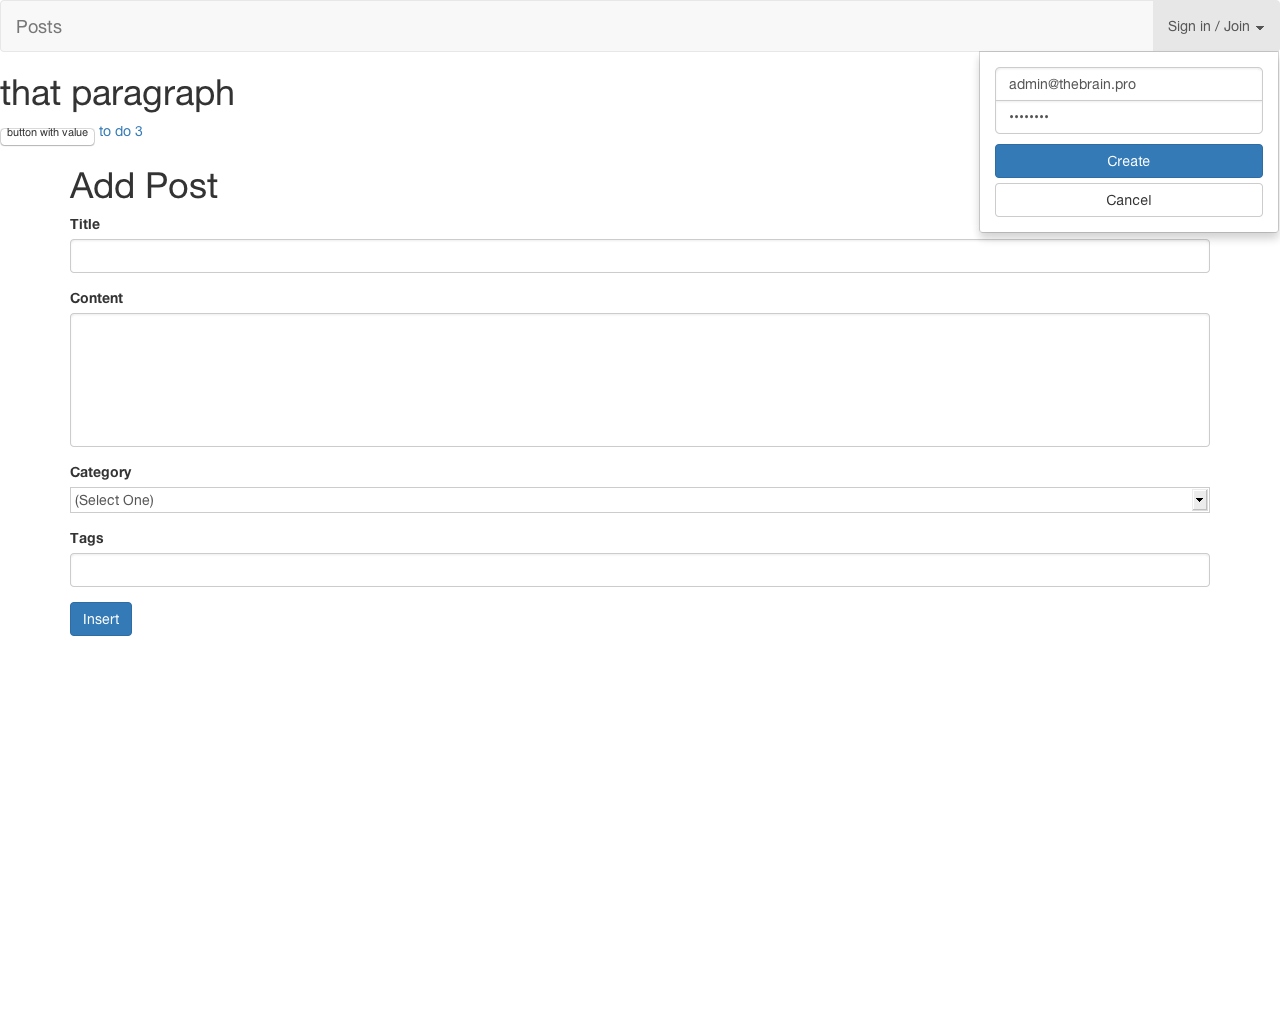 Posts
Sign in / Join
admin@thebrain.pro
••••••••
Create
Cancel
that paragraph
button with value to do 3
Add Post
Title
Content
Category
(Select One)
Tags
Insert